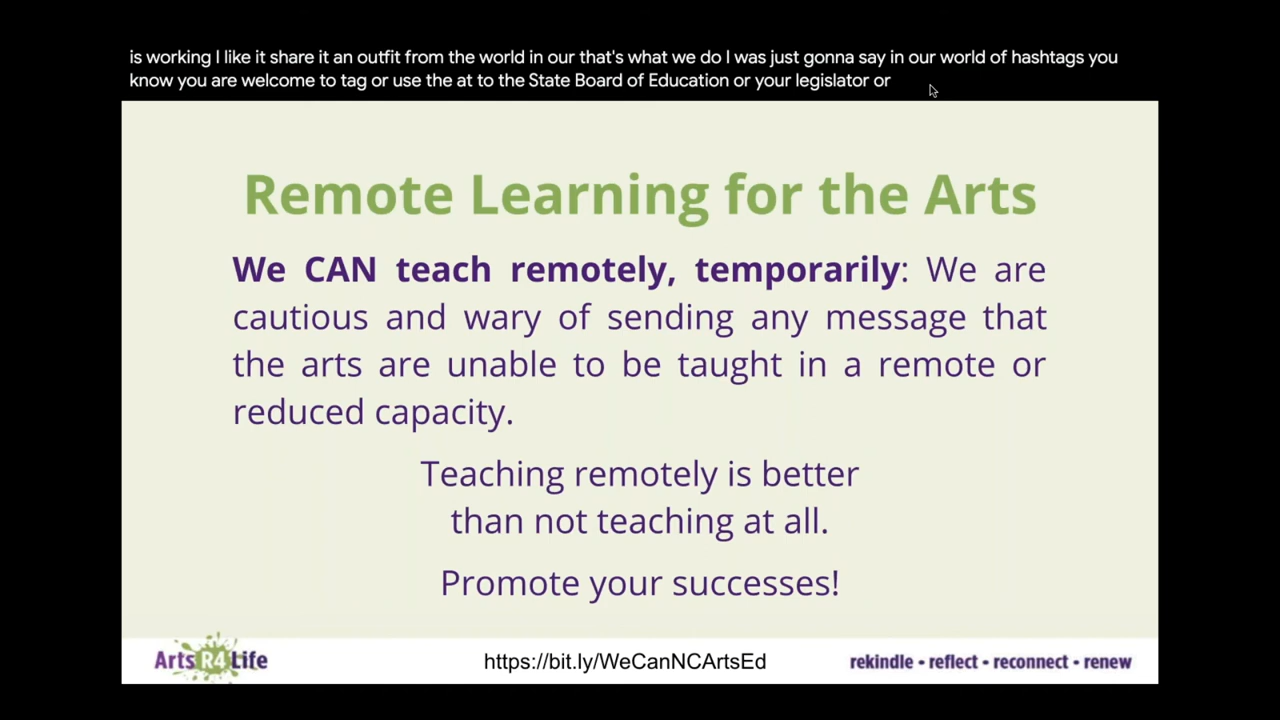 is working I like it share it an outfit from the world in our that's what we do I was just gonna say in our world of hashtags you
know you are welcome to tag or use the at to the State Board of Education or your legislator or
Remote Learning for the Arts
We CAN teach remotely, temporarily: We are
cautious and wary of sending any message that
the arts are unable to be taught in a remote or
reduced capacity.
Teaching remotely is better
than not teaching at all.
Promote your successes!
Arts R4 Life
https://bit.ly/WeCanNCArtsEd
rekindle • reflect • reconnect • renew